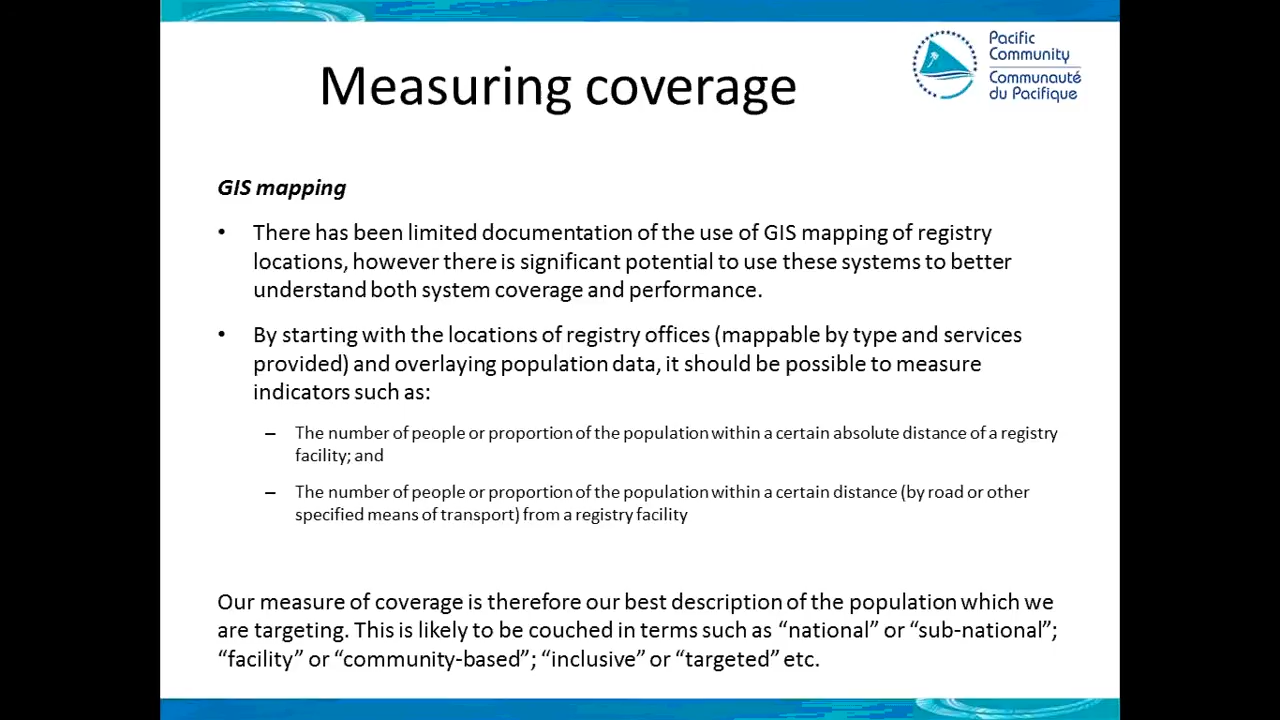 Pacific
Community
Communauté
du Pacifique
Measuring coverage
GIS mapping
• There has been limited documentation of the use of GIS mapping of registry
locations, however there is significant potential to use these systems to better
understand both system coverage and performance.
• By starting with the locations of registry offices (mappable by type and services
provided) and overlaying population data, it should be possible to measure
indicators such as:
– The number of people or proportion of the population within a certain absolute distance of a registry
facility; and
– The number of people or proportion of the population within a certain distance (by road or other
specified means of transport) from a registry facility
Our measure of coverage is therefore our best description of the population which we
are targeting. This is likely to be couched in terms such as “national” or “sub-national”;
“facility” or “community-based”; “inclusive” or “targeted” etc.